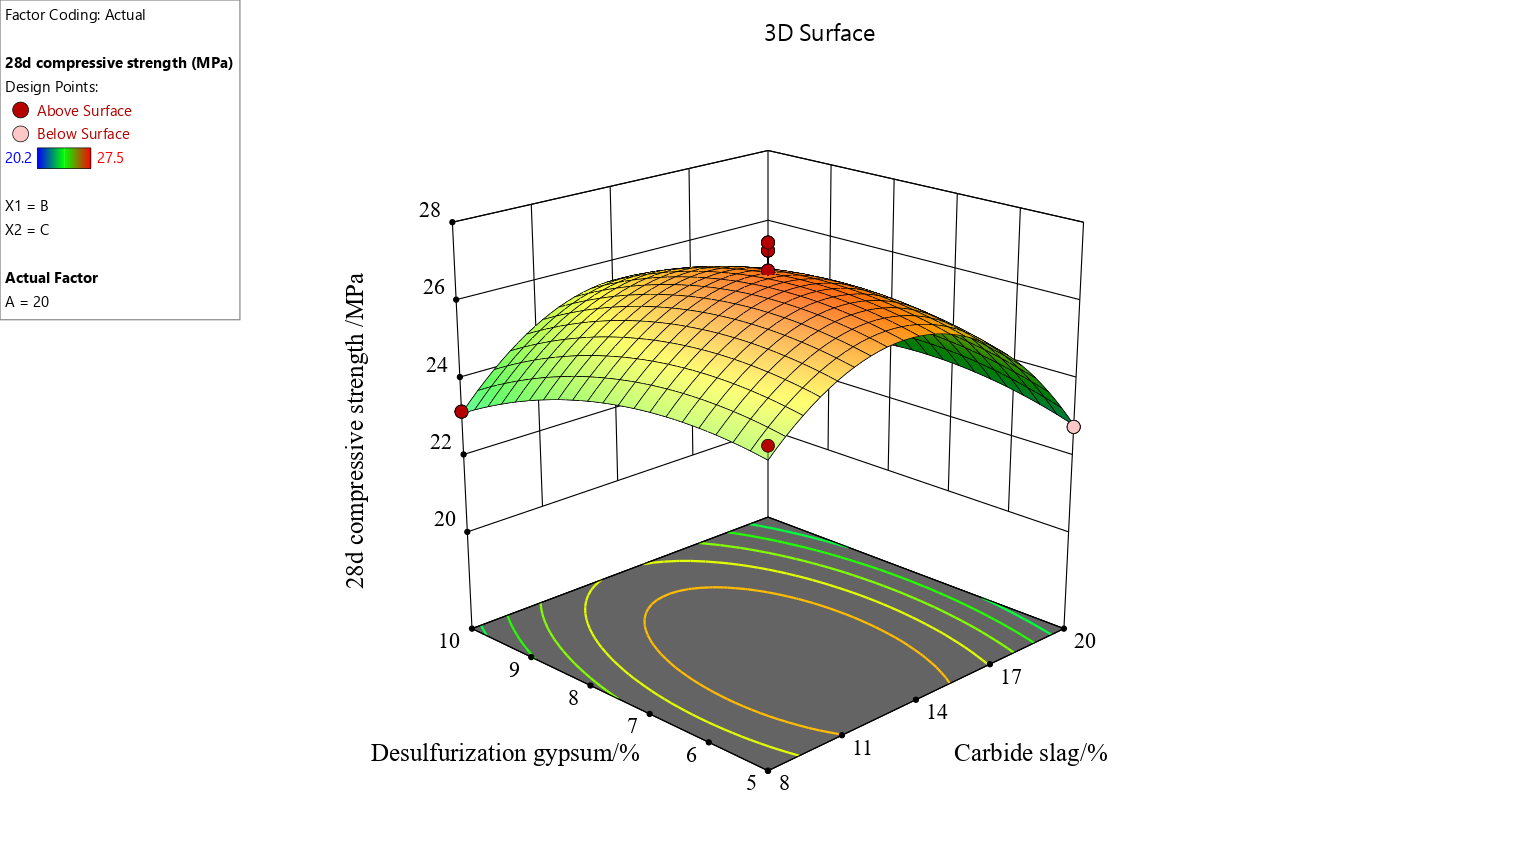 Factor Coding: Actual
3D Surface
28d compressive strength (MPa)
Design Points:
Above Surface
Below Surface
20.2 27.5
X1 = B
X2 = C
Actual Factor
A = 20
28
26
24
22
20
28d compressive strength /MPa
10
9
8
7
6
5
Desulfurization gypsum/%
8
11
14
17
20
Carbide slag/%